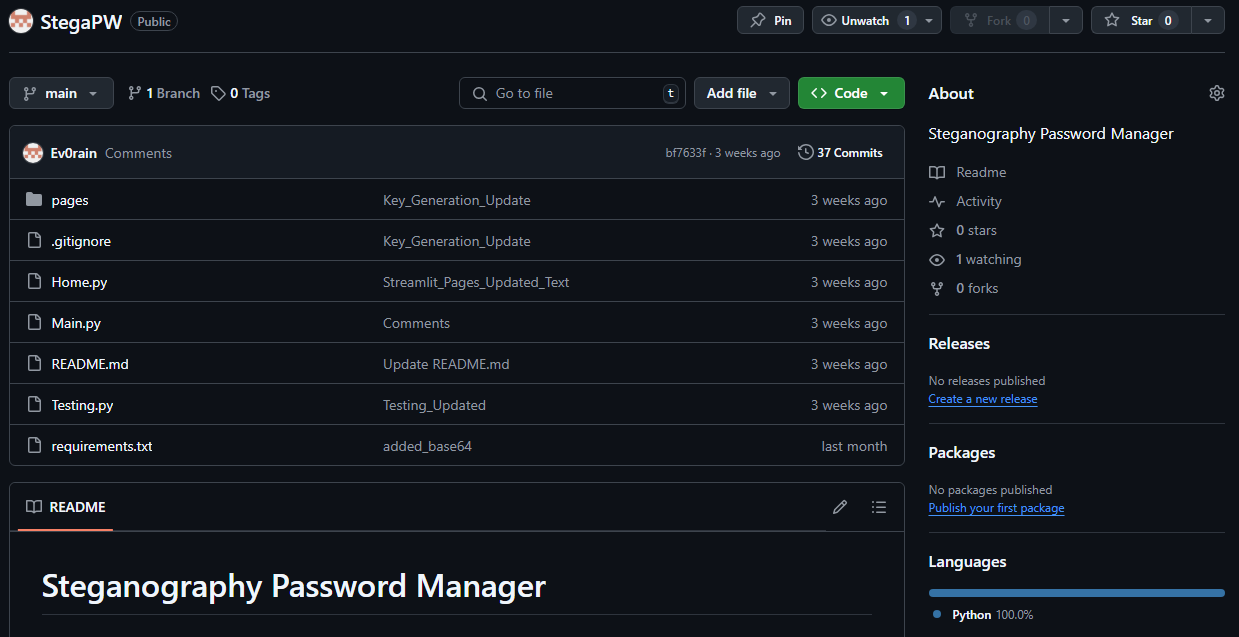 StegaPW Public Pin Unwatch 1 Fork 0 Star 0
main 1 Branch 0 Tags Go to file t Add file Code
Ev0rain Comments bf7633f · 3 weeks ago 37 Commits
pages Key_Generation_Update 3 weeks ago
.gitignore Key_Generation_Update 3 weeks ago
Home.py Streamlit_Pages_Updated_Text 3 weeks ago
Main.py Comments 3 weeks ago
README.md Update README.md 3 weeks ago
Testing.py Testing_Updated 3 weeks ago
requirements.txt added_base64 last month
README
Steganography Password Manager
About
Steganography Password Manager
Readme
Activity
0 stars
1 watching
0 forks
Releases
No releases published
Create a new release
Packages
No packages published
Publish your first package
Languages
Python 100.0%